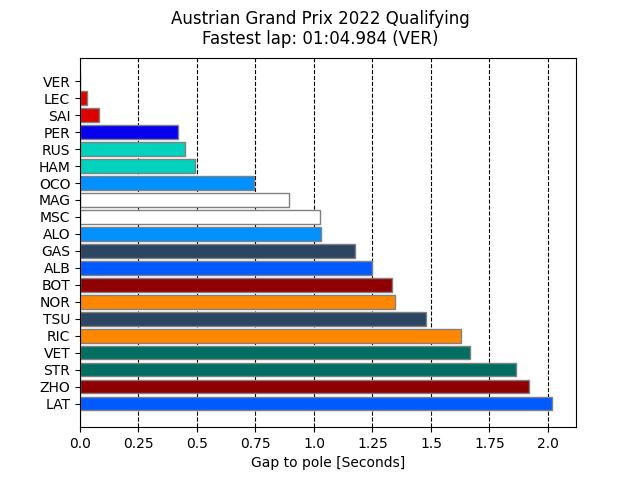 Austrian Grand Prix 2022 Qualifying
Fastest lap: 01:04.984 (VER)
VER
LEC
SAI
PER
RUS
HAM
OCO
MAG
MSC
ALO
GAS
ALB
BOT
NOR
TSU
RIC
VET
STR
ZHO
LAT
0.0 0.25 0.5 0.75 1.0 1.25 1.5 1.75 2.0
Gap to pole [Seconds]